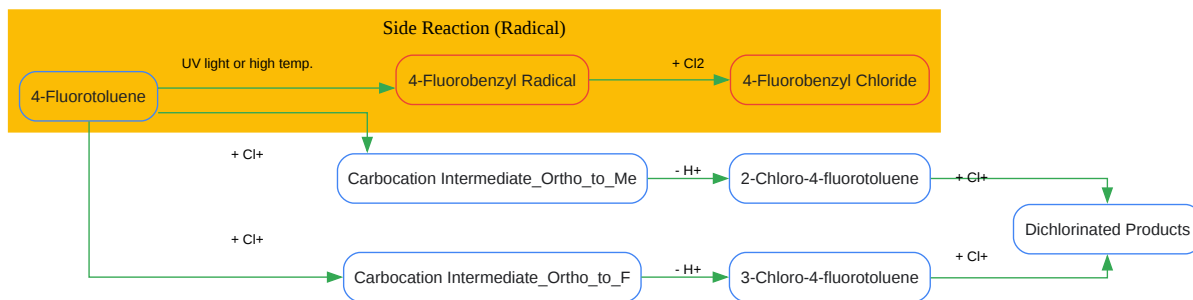 Side Reaction (Radical)
UV light or high temp.
+ Cl2
4-Fluorotoluene
4-Fluorobenzyl Radical
4-Fluorobenzyl Chloride
+ Cl+
- H+
+ Cl+
Carbocation Intermediate_Ortho_to_Me
2-Chloro-4-fluorotoluene
Dichlorinated Products
+ Cl+
- H+
+ Cl+
Carbocation Intermediate_Ortho_to_F
3-Chloro-4-fluorotoluene